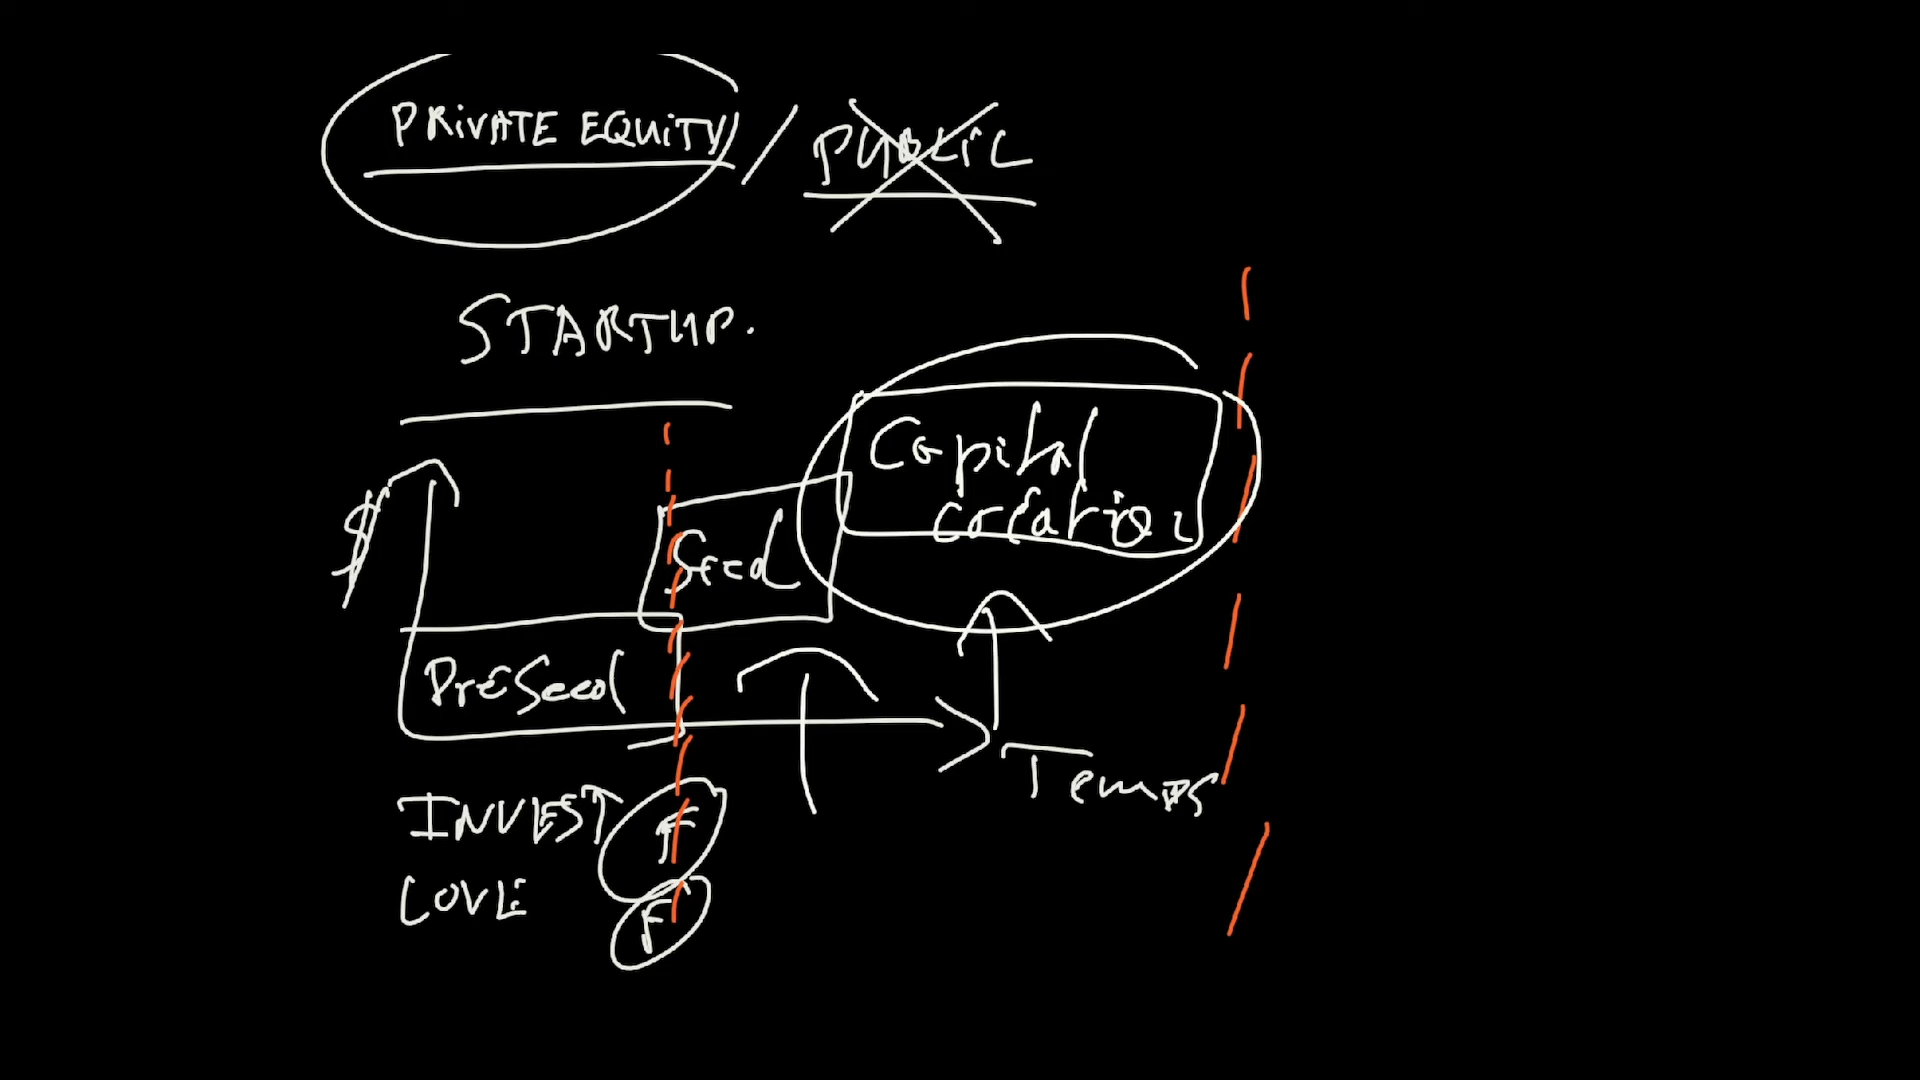 PRIVATE EQUITY / PUBLIC
STARTUP.
$
Capital
creation
Seed
PreSeed
Temps
INVEST F
LOVE F